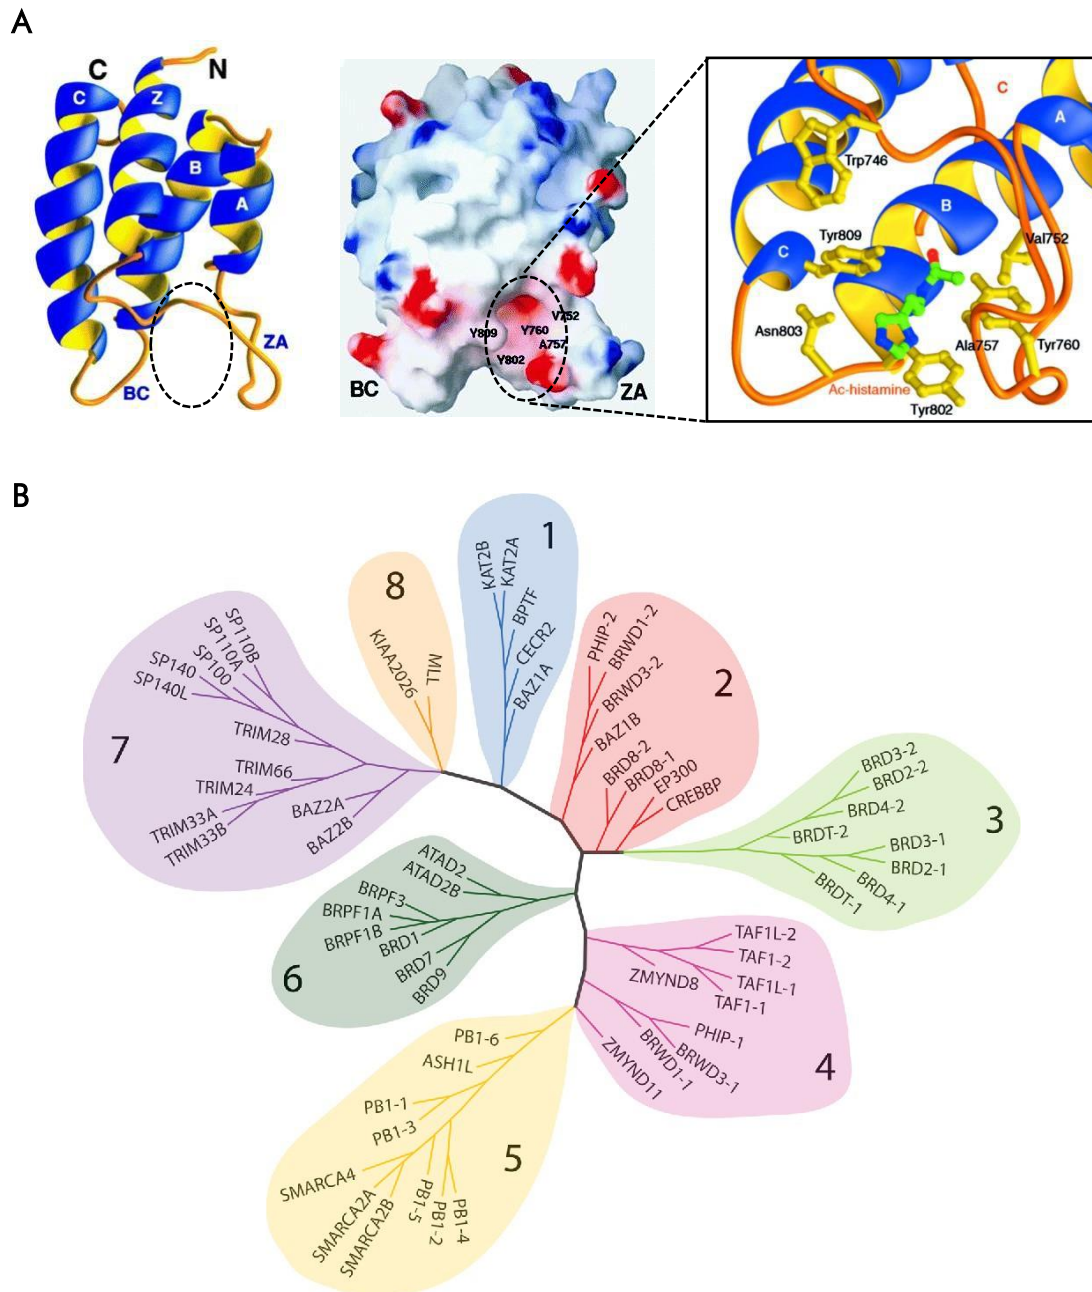 A
C
N
C
Z
B
A
ZA
BC
V752
Y809
Y760
A757
Y802
BC
ZA
C
A
Trp746
B
Tyr809
Val752
C
Asn803
Ala757
Tyr760
Ac-histamine
Tyr802
B
1
KAT2B
KAT2A
BPTF
CECR2
BAZ1A
8
KIAA2026
MLL
2
PHIP-2
BRWD1-2
BRWD3-2
BAZ1B
BRD8-2
BRD8-1
EP300
CREBBP
7
SP110B
SP110A
SP100
SP140
SP140L
TRIM28
TRIM66
TRIM24
TRIM33A
TRIM33B
BAZ2A
BAZ2B
3
BRD3-2
BRD2-2
BRD4-2
BRDT-2
BRD3-1
BRD2-1
BRD4-1
BRDT-1
6
ATAD2
ATAD2B
BRPF3
BRPF1A
BRPF1B
BRD1
BRD7
BRD9
4
TAF1L-2
TAF1-2
ZMYND8
TAF1L-1
TAF1-1
PHIP-1
BRWD3-1
BRWD1-1
ZMYND11
5
PB1-6
ASH1L
PB1-1
PB1-3
SMARCA4
SMARCA2A
SMARCA2B
PB1-5
PB1-2
PB1-4